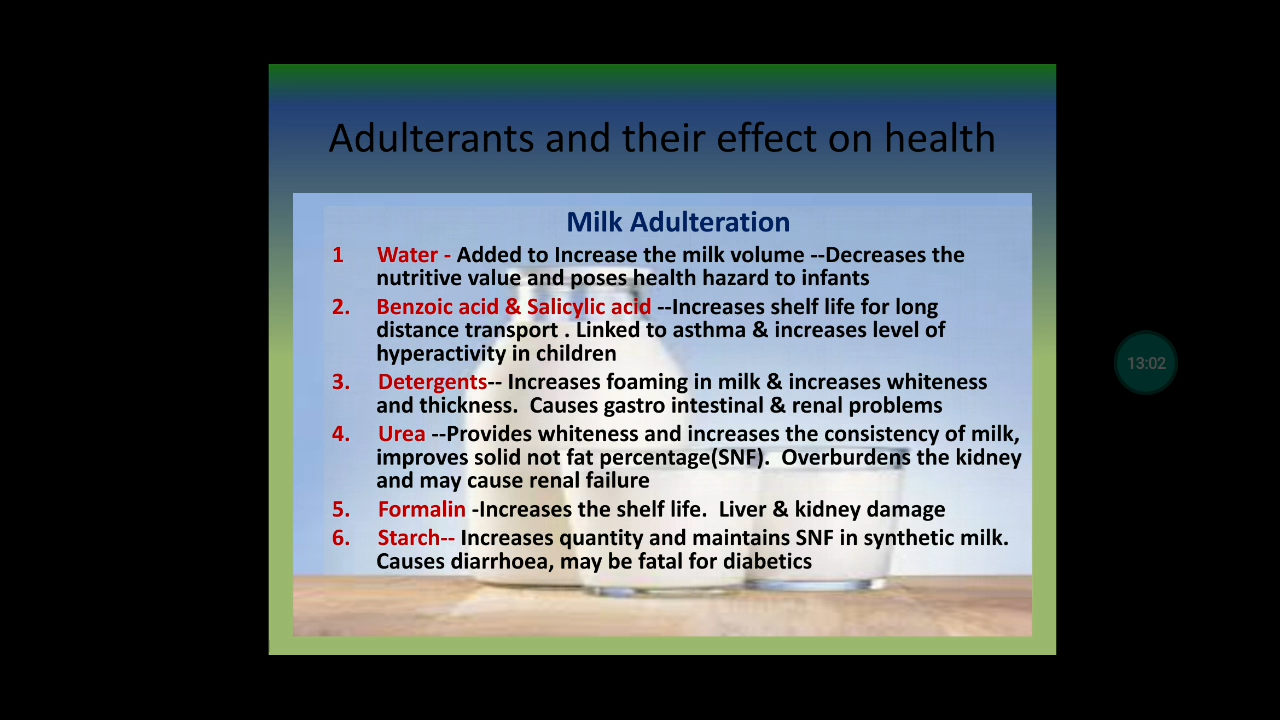 Adulterants and their effect on health
Milk Adulteration
1 Water - Added to Increase the milk volume --Decreases the
nutritive value and poses health hazard to infants
2. Benzoic acid & Salicylic acid --Increases shelf life for long
distance transport . Linked to asthma & increases level of
hyperactivity in children
3. Detergents-- Increases foaming in milk & increases whiteness
and thickness. Causes gastro intestinal & renal problems
4. Urea --Provides whiteness and increases the consistency of milk,
improves solid not fat percentage(SNF). Overburdens the kidney
and may cause renal failure
5. Formalin -Increases the shelf life. Liver & kidney damage
6. Starch-- Increases quantity and maintains SNF in synthetic milk.
Causes diarrhoea, may be fatal for diabetics
13:02